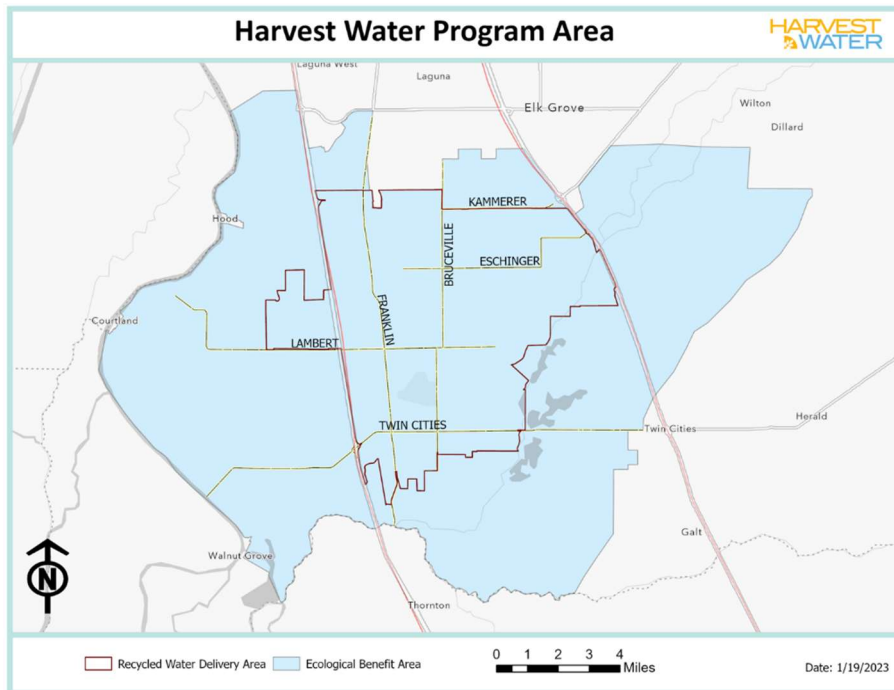 Harvest Water Program Area
HARVEST
WATER
Laguna West
Laguna
Elk Grove
Wilton
Dillard
KAMMERER
Hood
BRUCEVILLE
ESCHINGER
FRANKLIN
Courtland
LAMBERT
TWIN CITIES
Twin Cities
Herald
Galt
Walnut Grove
N
Thornton
Recycled Water Delivery Area
Ecological Benefit Area
0 1 2 3 4
Miles
Date: 1/19/2023